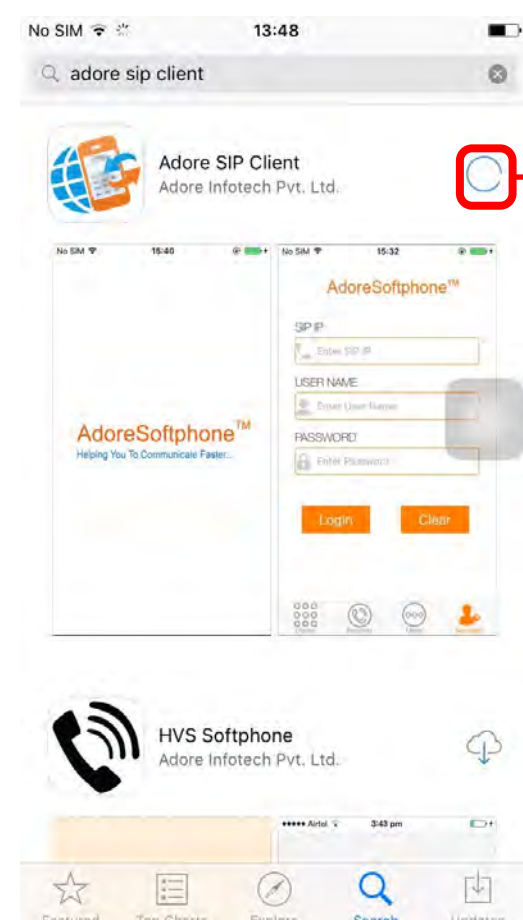 No SIM 13:48
adore sip client
Adore SIP Client
Adore Infotech Pvt. Ltd.
No SIM 15:40
AdoreSoftphone™
Helping You To Communicate Faster...
No SIM 15:32
AdoreSoftphone™
SIP IP
Enter SIP IP
USER NAME
Enter User Name
PASSWORD
Enter Password
Login Clear
HVS Softphone
Adore Infotech Pvt. Ltd.
Airtel 3:43 pm
Featured Top Charts Explore Search Updates